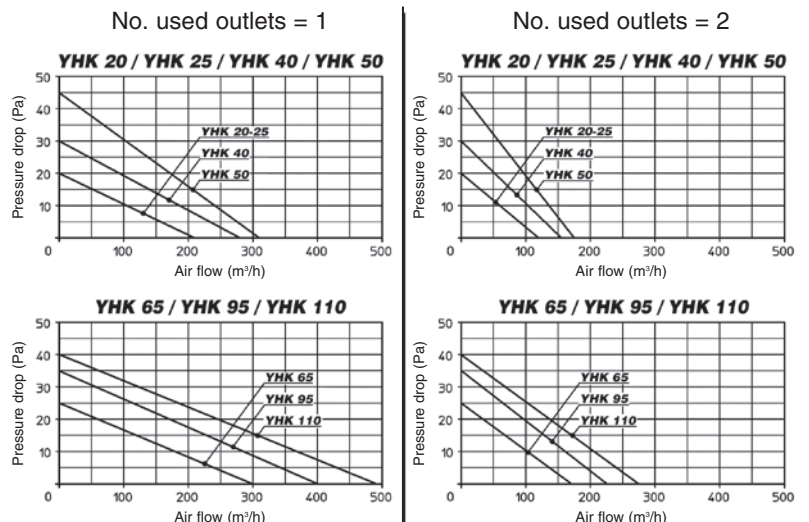 No. used outlets = 1
YHK 20 / YHK 25 / YHK 40 / YHK 50
Pressure drop (Pa)
50
40
30
20
10
0
YHK 20-25
YHK 40
YHK 50
100 200 300 400 500
Air flow (m³/h)
YHK 65 / YHK 95 / YHK 110
Pressure drop (Pa)
50
40
30
20
10
0
YHK 65
YHK 95
YHK 110
100 200 300 400 500
Air flow (m³/h)
No. used outlets = 2
YHK 20 / YHK 25 / YHK 40 / YHK 50
Pressure drop (Pa)
50
40
30
20
10
0
YHK 20-25
YHK 40
YHK 50
100 200 300 400 500
Air flow (m³/h)
YHK 65 / YHK 95 / YHK 110
Pressure drop (Pa)
50
40
30
20
10
0
YHK 65
YHK 95
YHK 110
100 200 300 400 500
Air flow (m³/h)